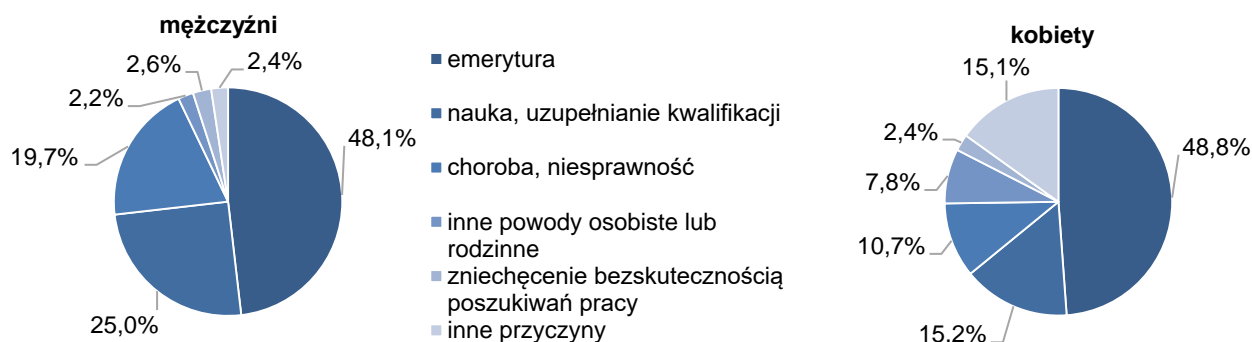 mężczyźni
2,6%
2,4%
2,2%
19,7%
48,1%
25,0%
emerytura
nauka, uzupełnianie kwalifikacji
choroba, niesprawność
inne powody osobiste lub
rodzinne
zniechęcenie bezskutecznością
poszukiwań pracy
inne przyczyny
kobiety
15,1%
2,4%
48,8%
7,8%
10,7%
15,2%